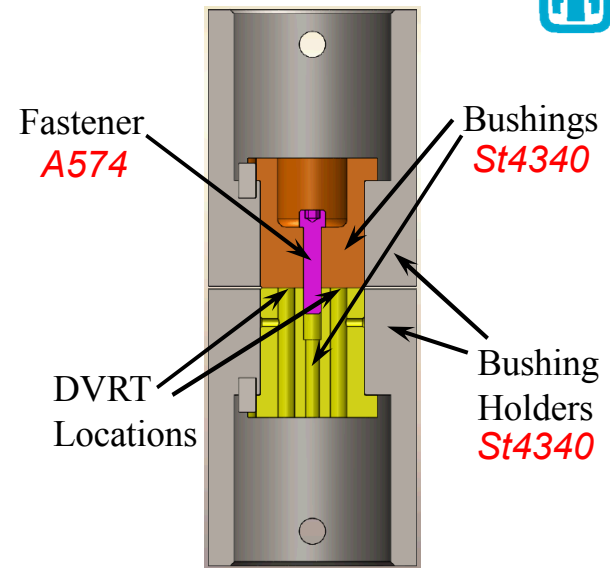 Fastener
A574
Bushings
St4340
DVRT
Locations
Bushing
Holders
St4340